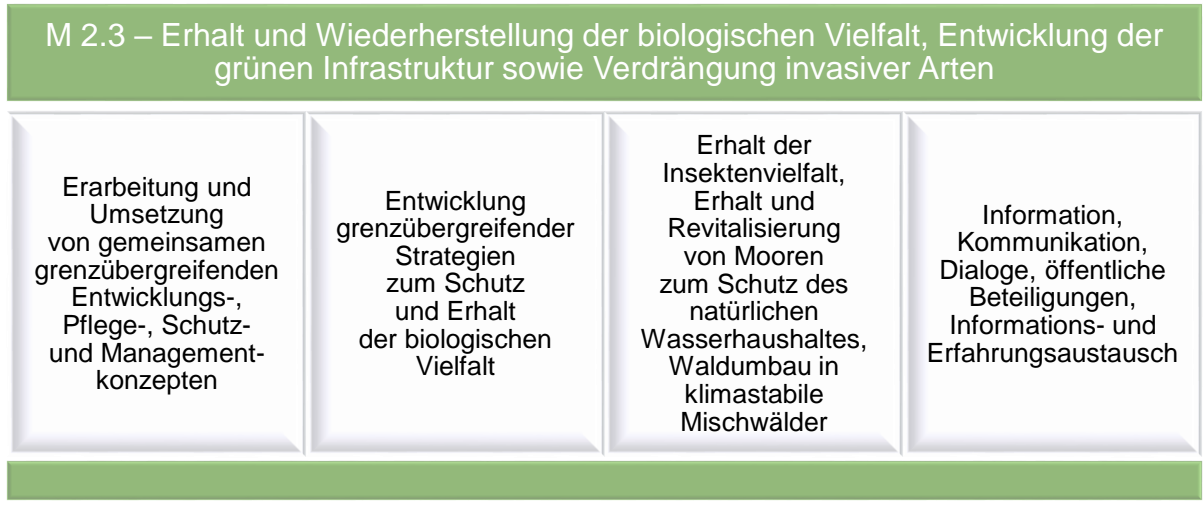 M 2.3 – Erhalt und Wiederherstellung der biologischen Vielfalt, Entwicklung der
grünen Infrastruktur sowie Verdrängung invasiver Arten
Erarbeitung und
Umsetzung
von gemeinsamen
grenzübergreifenden
Entwicklungs-,
Pflege-, Schutz-
und Management-
konzepten
Entwicklung
grenzübergreifender
Strategien
zum Schutz
und Erhalt
der biologischen
Vielfalt
Erhalt der
Insektenvielfalt,
Erhalt und
Revitalisierung
von Mooren
zum Schutz des
natürlichen
Wasserhaushaltes,
Waldumbau in
klimastabile
Mischwälder
Information,
Kommunikation,
Dialoge, öffentliche
Beteiligungen,
Informations- und
Erfahrungsaustausch